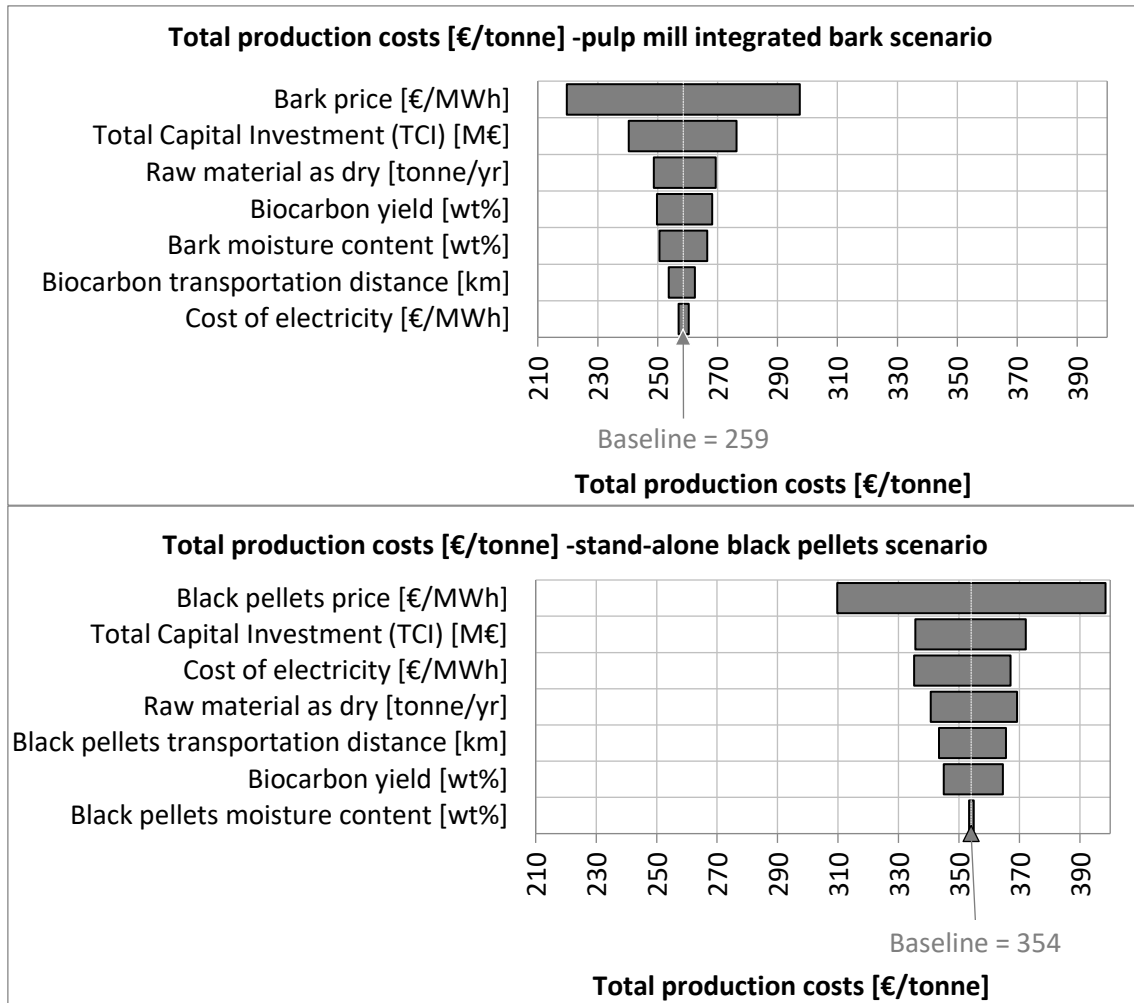 Total production costs [€/tonne] -pulp mill integrated bark scenario
Bark price [€/MWh]
Total Capital Investment (TCI) [M€]
Raw material as dry [tonne/yr]
Biocarbon yield [wt%]
Bark moisture content [wt%]
Biocarbon transportation distance [km]
Cost of electricity [€/MWh]
210 230 250 270 290 310 330 350 370 390
Baseline = 259
Total production costs [€/tonne]
Total production costs [€/tonne] -stand-alone black pellets scenario
Black pellets price [€/MWh]
Total Capital Investment (TCI) [M€]
Cost of electricity [€/MWh]
Raw material as dry [tonne/yr]
Black pellets transportation distance [km]
Biocarbon yield [wt%]
Black pellets moisture content [wt%]
210 230 250 270 290 310 330 350 370 390
Baseline = 354
Total production costs [€/tonne]